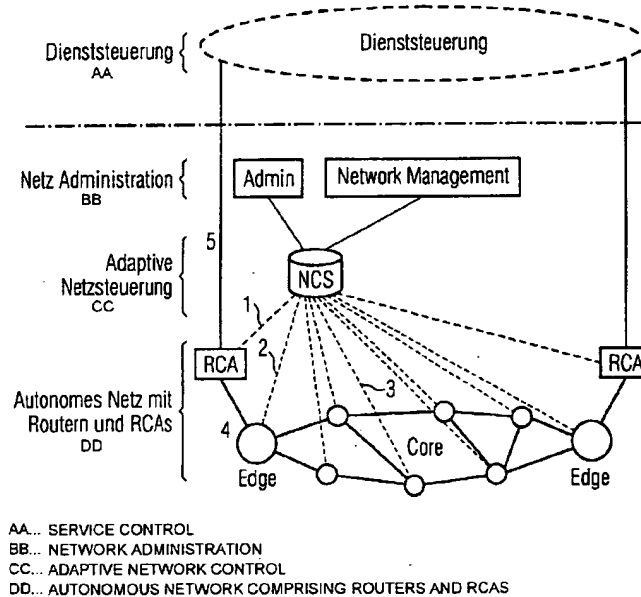 Dienststeuerung
AA
Dienststeuerung
Netz Administration
BB
Admin
Network Management
5
Adaptive
Netzsteuerung
CC
NCS
1
2
3
RCA
RCA
Autonomes Netz mit
Routern und RCAs
DD
4
Core
Edge
Edge
AA... SERVICE CONTROL
BB... NETWORK ADMINISTRATION
CC... ADAPTIVE NETWORK CONTROL
DD... AUTONOMOUS NETWORK COMPRISING ROUTERS AND RCAS